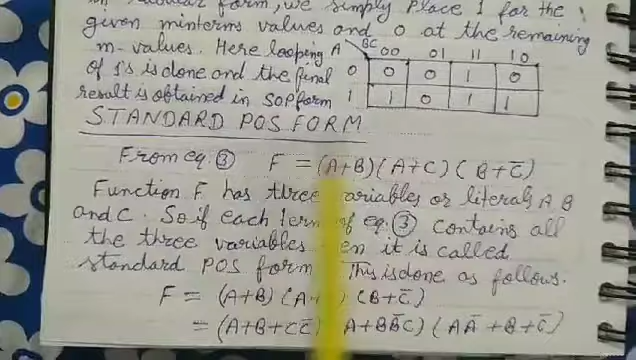 form, we simply Place 1 for the
given minterms values and 0 at the remaining
m-values. Here looping
of 1's is done and the final
result is obtained in SOP form
A BC 00 01 11 10
0 0 0 1 0
1 1 0 1 1
STANDARD POS FORM
From eq. ③ F = (A+B)(A+C)(B+C̅)
Function F has three variables or literals A, B
and C. So if each term of eq. ③ contains all
the three variables then it is called
standard POS form This is done as follows.
F = (A+B)(A+ )(B+C̅)
= (A+B+CC̅) A+BB̅C)(AA̅+B+C̅)